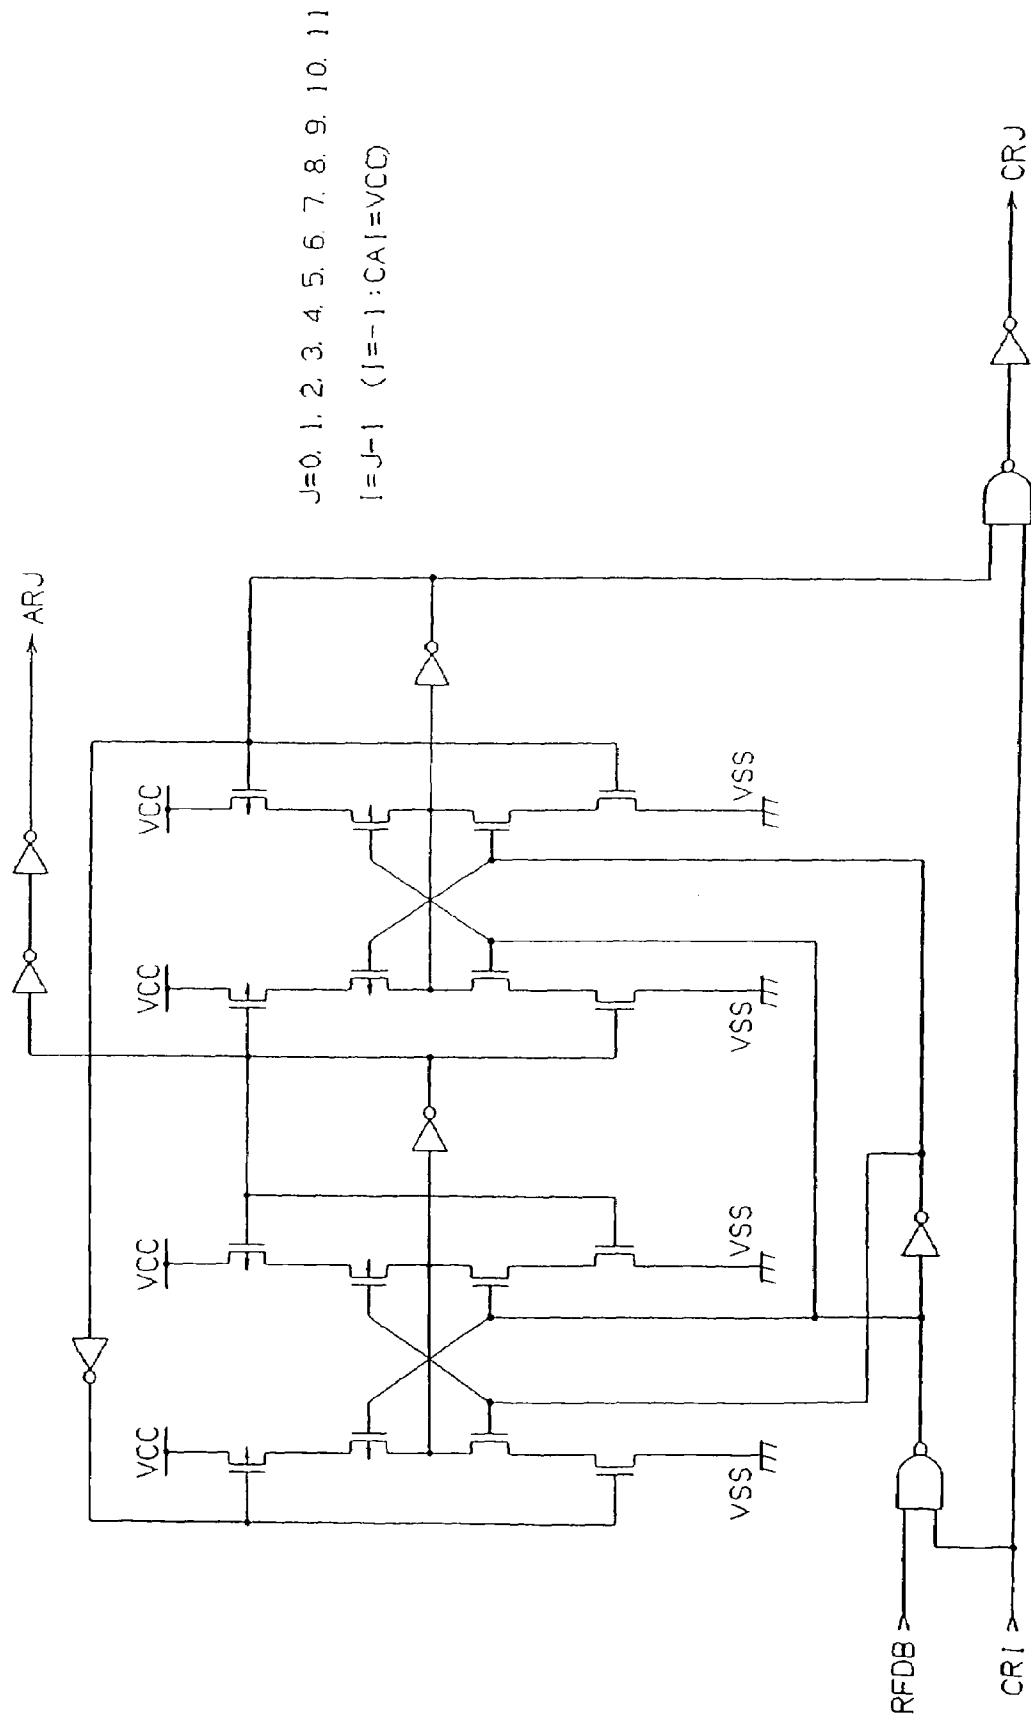 ARJ
VCC
VCC
VCC
VCC
VSS
VSS
VSS
VSS
J=0. 1. 2. 3. 4. 5. 6. 7. 8. 9. 10. 11
I=J-1 (I=-1:CAI=VCC)
RFDB
CRI
CRJ